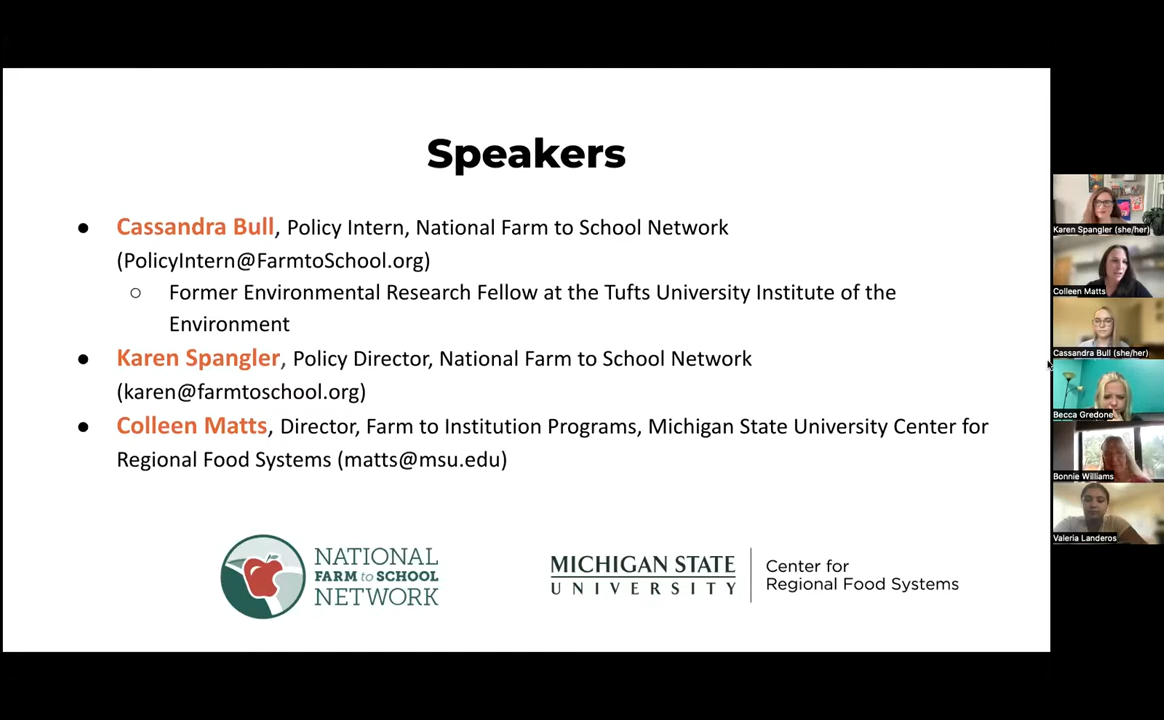 Speakers
● Cassandra Bull, Policy Intern, National Farm to School Network
(PolicyIntern@FarmtoSchool.org)
○ Former Environmental Research Fellow at the Tufts University Institute of the
Environment
● Karen Spangler, Policy Director, National Farm to School Network
(karen@farmtoschool.org)
● Colleen Matts, Director, Farm to Institution Programs, Michigan State University Center for
Regional Food Systems (matts@msu.edu)
NATIONAL
FARM to SCHOOL
NETWORK
MICHIGAN STATE
UNIVERSITY
Center for
Regional Food Systems
Karen Spangler (she/her)
Colleen Matts
Cassandra Bull (she/her)
Becca Gredone
Bonnie Williams
Valeria Landeros